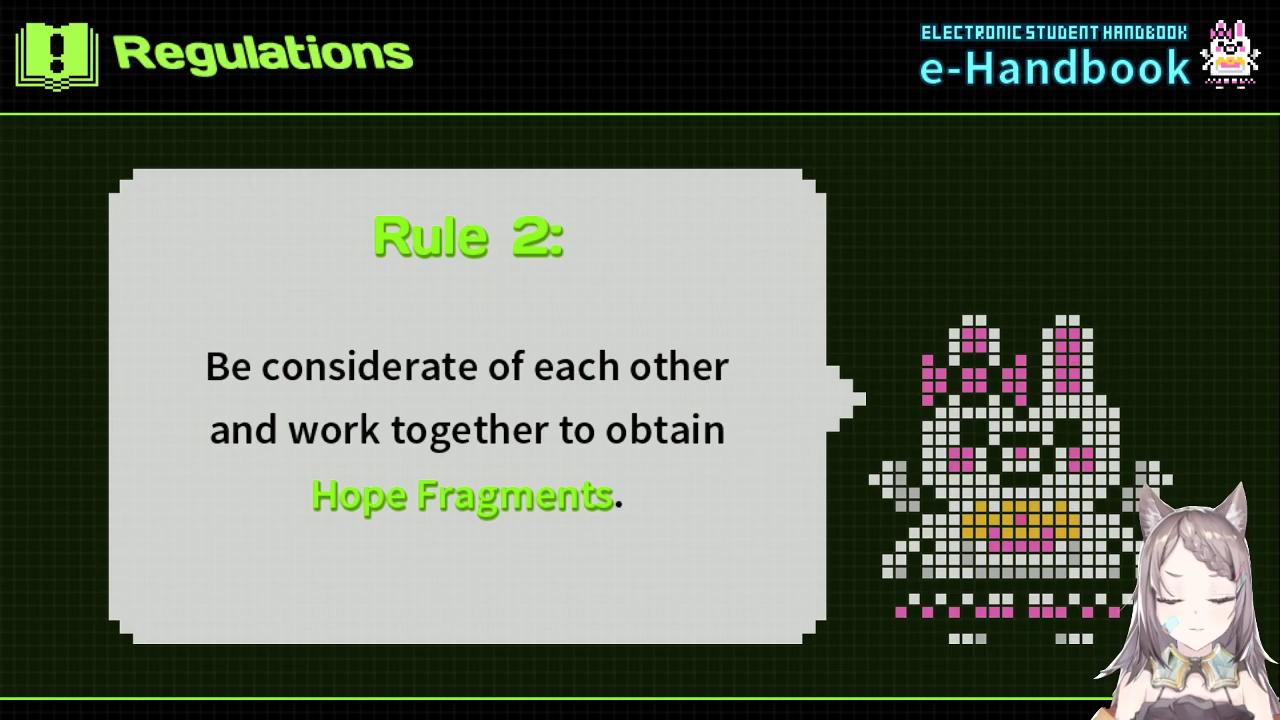 Regulations
ELECTRONIC STUDENT HANDBOOK
e-Handbook
Rule 2:
Be considerate of each other
and work together to obtain
Hope Fragments.